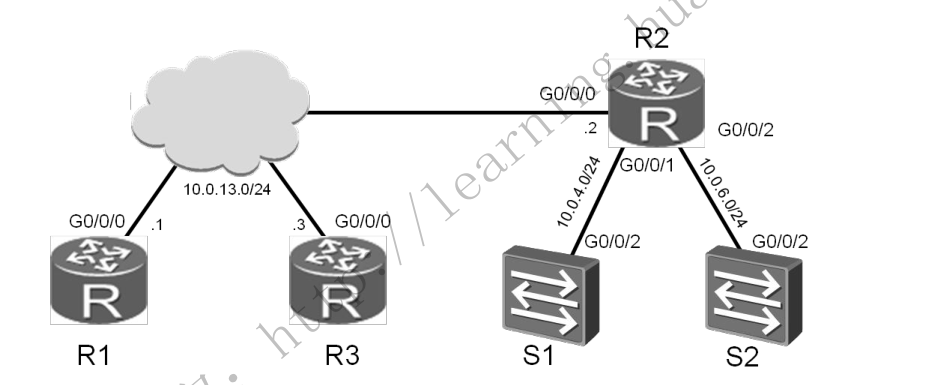 R2
G0/0/0
.2
R
G0/0/2
G0/0/1
10.0.4.0/24
10.0.6.0/24
10.0.13.0/24
G0/0/0
.1
.3
G0/0/0
G0/0/2
G0/0/2
R
R
R1
R3
S1
S2
http://learning.hua